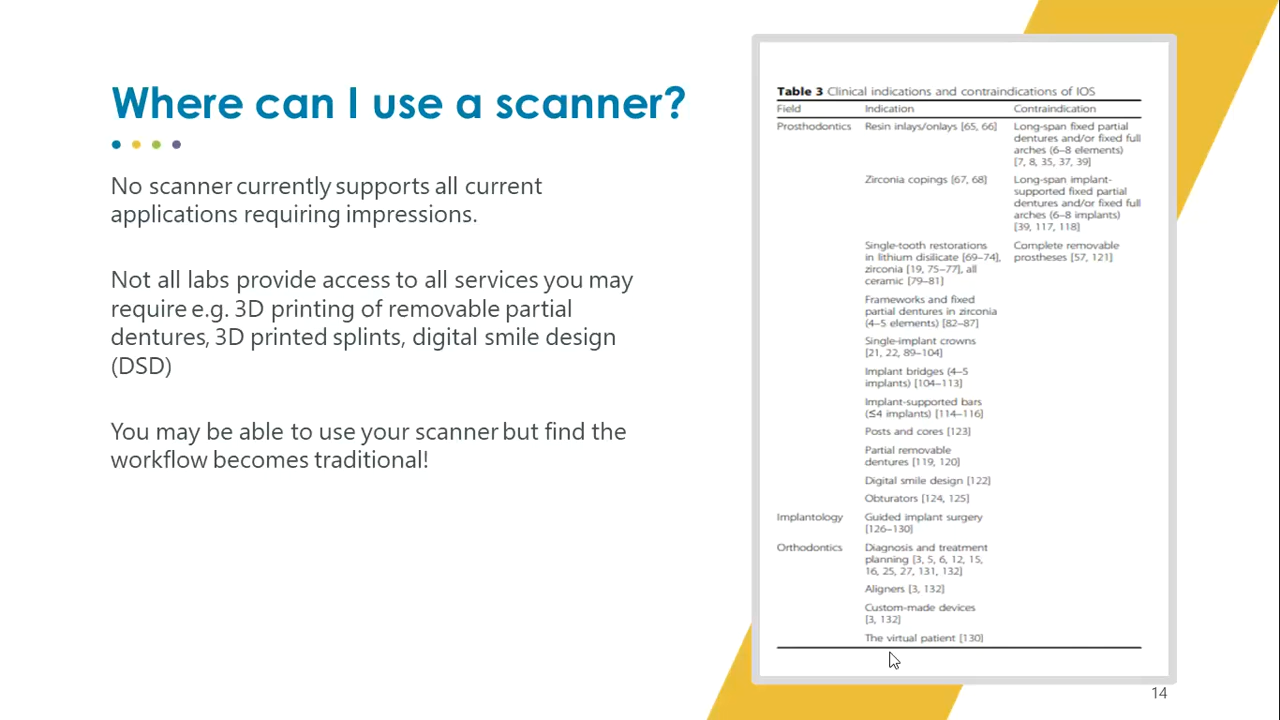 Where can I use a scanner?
No scanner currently supports all current
applications requiring impressions.
Not all labs provide access to all services you may
require e.g. 3D printing of removable partial
dentures, 3D printed splints, digital smile design
(DSD)
You may be able to use your scanner but find the
workflow becomes traditional!
Table 3 Clinical indications and contraindications of IOS
Field Indication Contraindication
Prosthodontics Resin inlays/onlays [65, 66] Long-span fixed partial
dentures and/or fixed full
arches (6–8 elements)
[7, 8, 35, 37, 39]
Zirconia copings [67, 68] Long-span implant-
supported fixed partial
dentures and/or fixed full
arches (6–8 implants)
[39, 117, 118]
Single-tooth restorations Complete removable
in lithium disilicate [69–74], prostheses [57, 121]
zirconia [19, 75–77], all
ceramic [79–81]
Frameworks and fixed
partial dentures in zirconia
(4–5 elements) [82–87]
Single-implant crowns
[21, 22, 89–104]
Implant bridges (4–5
implants) [104–113]
Implant-supported bars
(≤4 implants) [114–116]
Posts and cores [123]
Partial removable
dentures [119, 120]
Digital smile design [122]
Obturators [124, 125]
Implantology Guided implant surgery
[126–130]
Orthodontics Diagnosis and treatment
planning [3, 5, 6, 12, 15,
16, 25, 27, 131, 132]
Aligners [3, 132]
Custom-made devices
[3, 132]
The virtual patient [130]
14